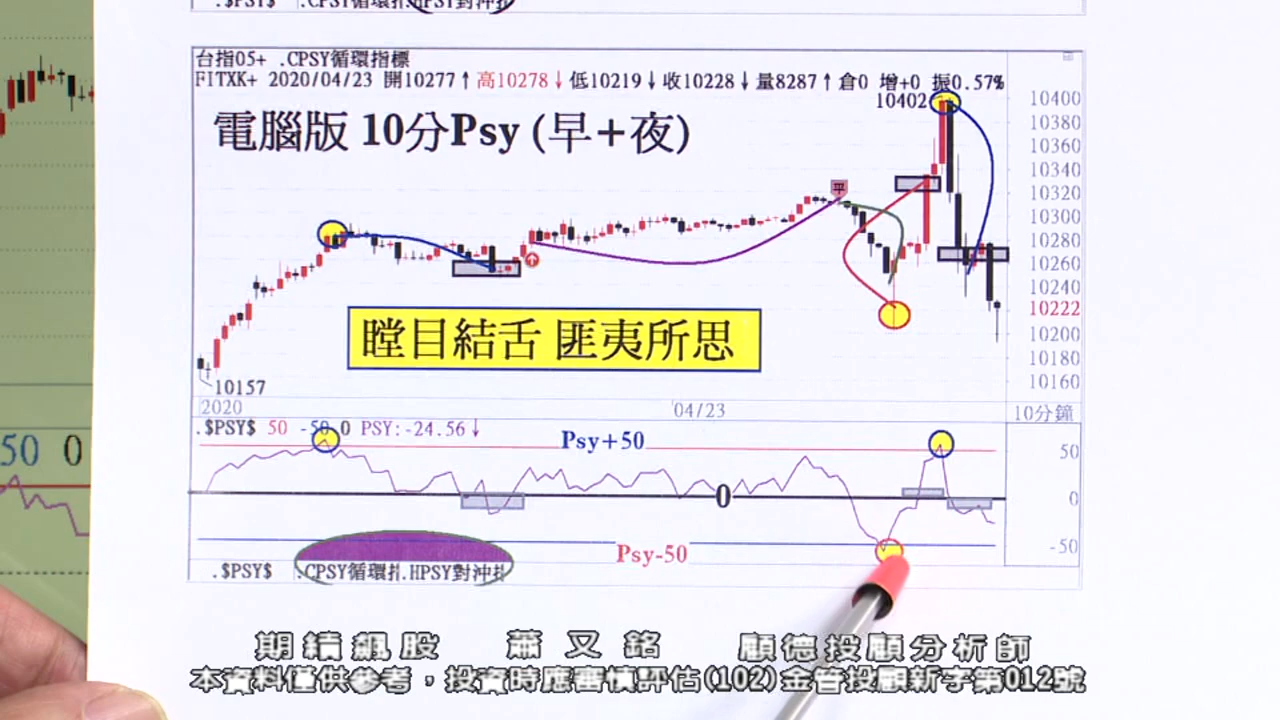 .$PSY$ .CPSY循環指.HPSY對沖指
台指05+ .CPSY循環指標
FITXK+ 2020/04/23 開10277↑ 高10278↓ 低10219↓ 收10228↓ 量8287↑ 倉0 增+0 振0.57%
電腦版 10分Psy (早+夜)
10402
10400
10380
10360
10340
平
10320
10300
10280
10260
10240
10222
10200
10180
10160
瞠目結舌 匪夷所思
10157
2020 04/23 10分鐘
.$PSY$ 50 -50 0 PSY:-24.56↓
Psy+50
50
50 0
0
0
-50
Psy-50
.$PSY$ .CPSY循環指.HPSY對沖指
期續飆股 蕭又銘 顧德投顧分析師
本資料僅供參考，投資時應審慎評估(102)金管投顧新字第012號